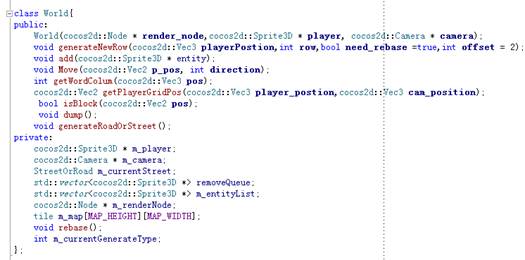 class World{
public:
World(cocos2d::Node * render_node,cocos2d::Sprite3D * player, cocos2d::Camera * camera);
void generateNewRow(cocos2d::Vec3 playerPostion,int row,bool need_rebase =true,int offset = 2);
void add(cocos2d::Sprite3D * entity);
void Move(cocos2d::Vec2 p_pos, int direction);
int getWordColum(cocos2d::Vec3 pos);
cocos2d::Vec2 getPlayerGridPos(cocos2d::Vec3 player_postion,cocos2d::Vec3 cam_position);
bool isBlock(cocos2d::Vec2 pos);
void dump();
void generateRoadOrStreet();
private:
cocos2d::Sprite3D * m_player;
cocos2d::Camera * m_camera;
StreetOrRoad m_currentStreet;
std::vector<cocos2d::Sprite3D *> removeQueue;
std::vector<cocos2d::Sprite3D *> m_entityList;
cocos2d::Node * m_renderNode;
tile m_map[MAP_HEIGHT][MAP_WIDTH];
void rebase();
int m_currentGenerateType;
};